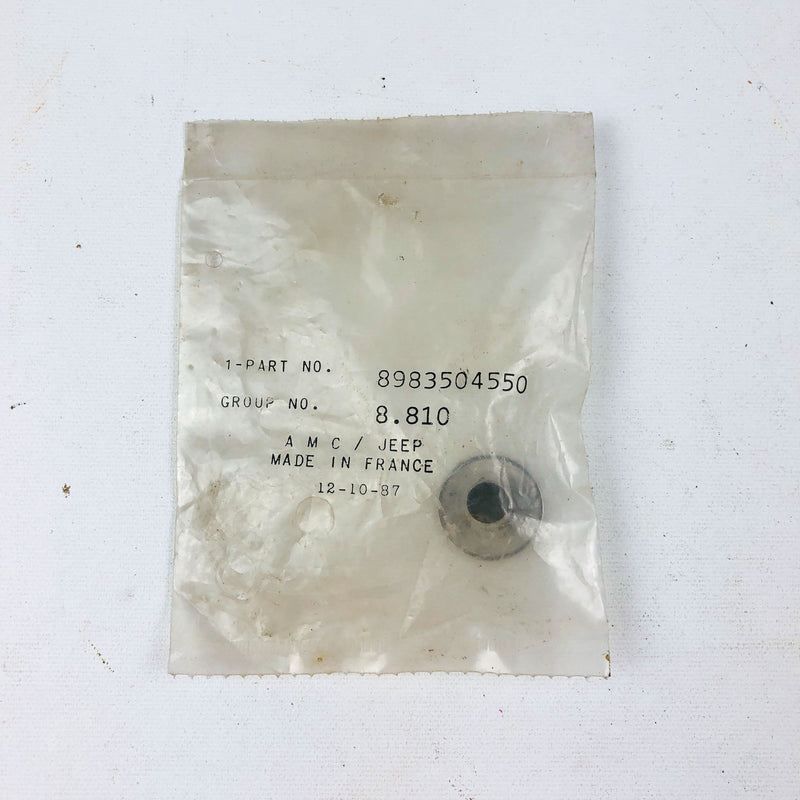 1-PART NO. 8983504550
GROUP NO. 8.810
A M C / JEEP
MADE IN FRANCE
12-10-87